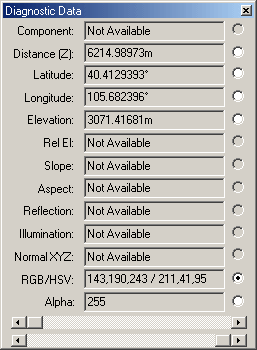 Diagnostic Data
Component: Not Available
Distance (Z): 6214.98973m
Latitude: 40.4129393°
Longitude: 105.682396°
Elevation: 3071.41681m
Rel El: Not Available
Slope: Not Available
Aspect: Not Available
Reflection: Not Available
Illumination: Not Available
Normal XYZ: Not Available
RGB/HSV: 143,190,243 / 211,41,95
Alpha: 255